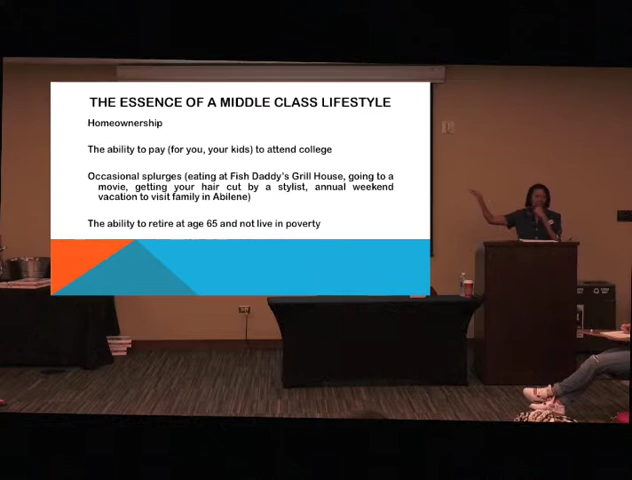 THE ESSENCE OF A MIDDLE CLASS LIFESTYLE
Homeownership
The ability to pay (for you, your kids) to attend college
Occasional splurges (eating at Fish Daddy's Grill House, going to a
movie, getting your hair cut by a stylist, annual weekend
vacation to visit family in Abilene)
The ability to retire at age 65 and not live in poverty